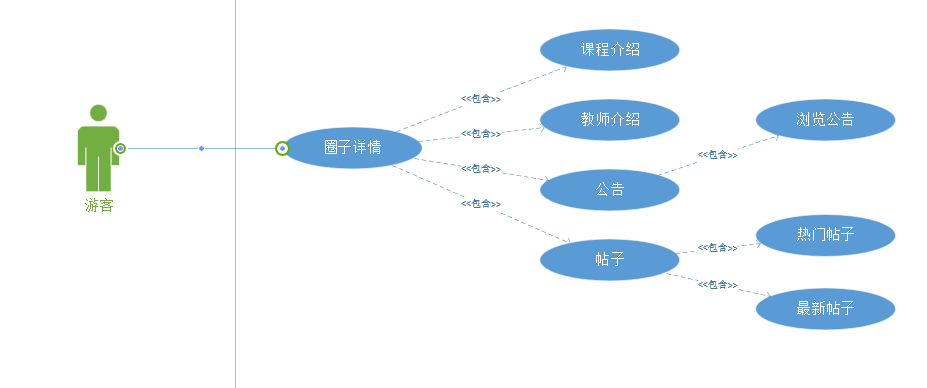 课程介绍
<<包含>>
教师介绍
浏览公告
<<包含>>
圈子详情
<<包含>>
<<包含>>
公告
游客
<<包含>>
热门帖子
<<包含>>
帖子
<<包含>>
最新帖子